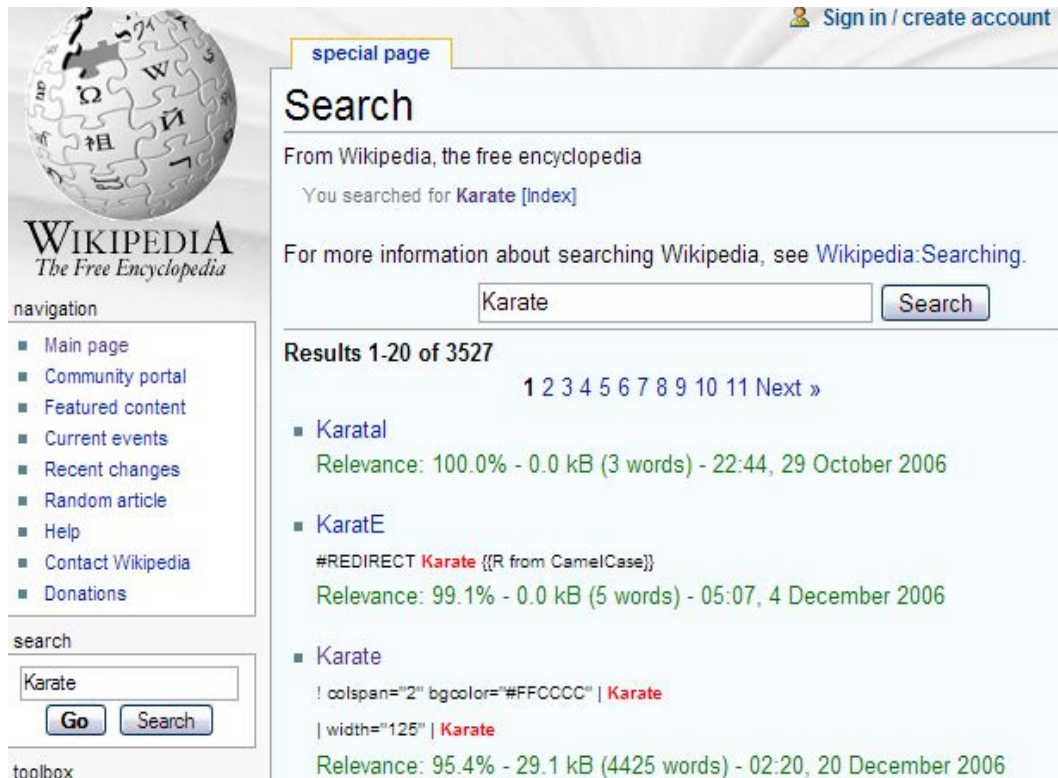 Sign in / create account
special page
WIKIPEDIA
The Free Encyclopedia
navigation
Main page
Community portal
Featured content
Current events
Recent changes
Random article
Help
Contact Wikipedia
Donations
search
Karate
Go Search
toolbox
Search
From Wikipedia, the free encyclopedia
You searched for Karate [Index]
For more information about searching Wikipedia, see Wikipedia:Searching.
Karate Search
Results 1-20 of 3527
1 2 3 4 5 6 7 8 9 10 11 Next »
Karatal
Relevance: 100.0% - 0.0 kB (3 words) - 22:44, 29 October 2006
KaratE
#REDIRECT Karate {{R from CamelCase}}
Relevance: 99.1% - 0.0 kB (5 words) - 05:07, 4 December 2006
Karate
! colspan="2" bgcolor="#FFCCCC" | Karate
| width="125" | Karate
Relevance: 95.4% - 29.1 kB (4425 words) - 02:20, 20 December 2006